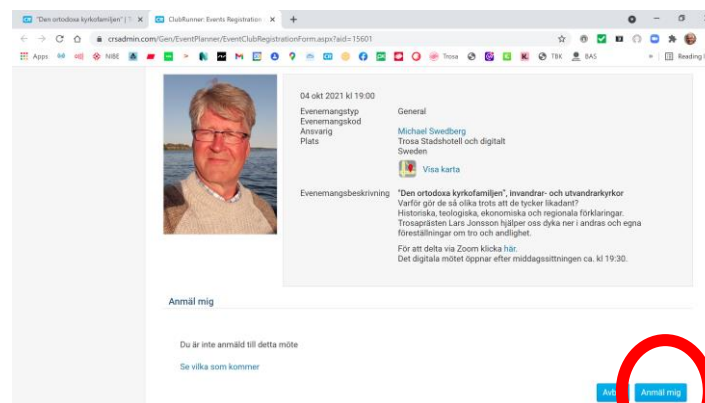 "Den ortodoxa kyrkofamiljen" | T
ClubRunner: Events Registration
crsadmin.com/Gen/EventPlanner/EventClubRegistrationForm.aspx?aid=15601
Apps
NIBE
Trosa
TBK
BAS
Reading l
04 okt 2021 kl 19:00
Evenemangstyp General
Evenemangskod
Ansvarig Michael Swedberg
Plats Trosa Stadshotell och digitalt
Sweden
Visa karta
Evenemangsbeskrivning "Den ortodoxa kyrkofamiljen", invandrar- och utvandrarkyrkor
Varför gör de så olika trots att de tycker likadant?
Historiska, teologiska, ekonomiska och regionala förklaringar.
Trosaprästen Lars Jonsson hjälper oss dyka ner i andras och egna
föreställningar om tro och andlighet.
För att delta via Zoom klicka här.
Det digitala mötet öppnar efter middagssittningen ca. kl 19:30.
Anmäl mig
Du är inte anmäld till detta möte
Se vilka som kommer
Anmäl mig